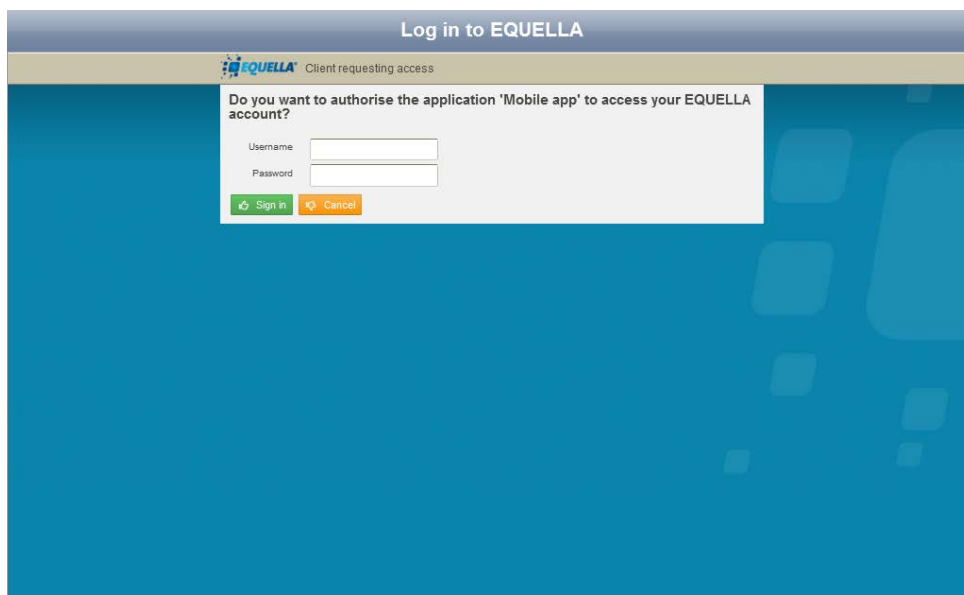 Log in to EQUELLA
EQUELLA® Client requesting access
Do you want to authorise the application 'Mobile app' to access your EQUELLA
account?
Username
Password
Sign in Cancel